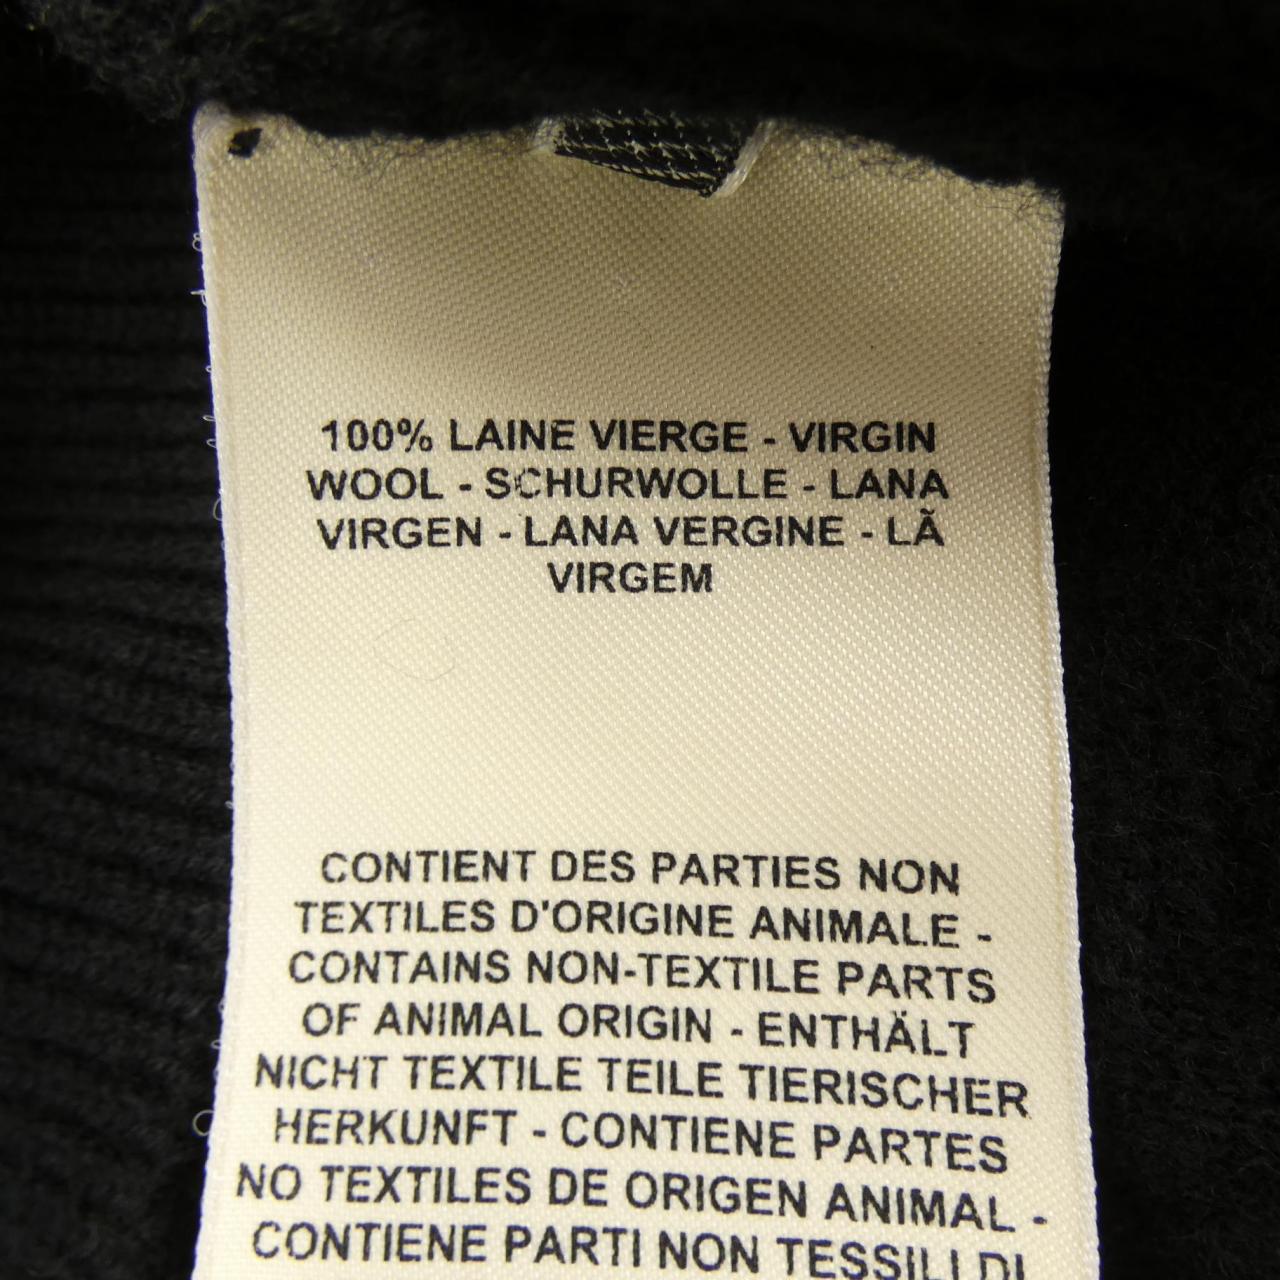 100% LAINE VIERGE - VIRGIN
WOOL - SCHURWOLLE - LANA
VIRGEN - LANA VERGINE - LÃ
VIRGEM
CONTIENT DES PARTIES NON
TEXTILES D'ORIGINE ANIMALE -
CONTAINS NON-TEXTILE PARTS
OF ANIMAL ORIGIN - ENTHÄLT
NICHT TEXTILE TEILE TIERISCHER
HERKUNFT - CONTIENE PARTES
NO TEXTILES DE ORIGEN ANIMAL -
CONTIENE PARTI NON TESSILI DI